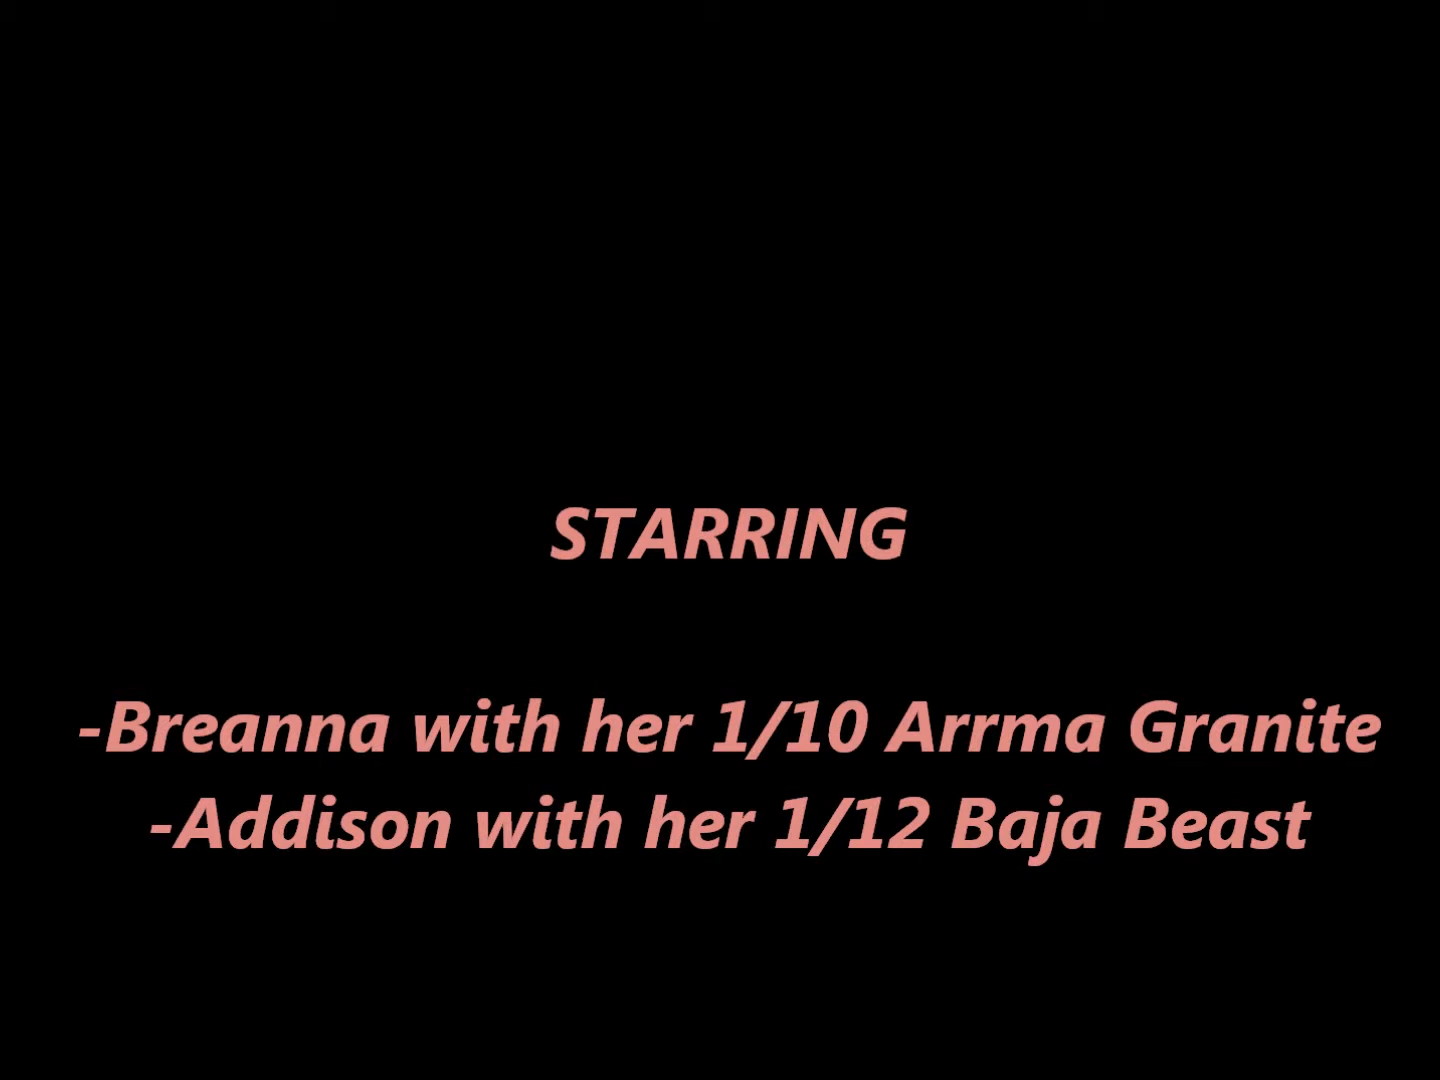 STARRING
-Breanna with her 1/10 Arrma Granite
-Addison with her 1/12 Baja Beast